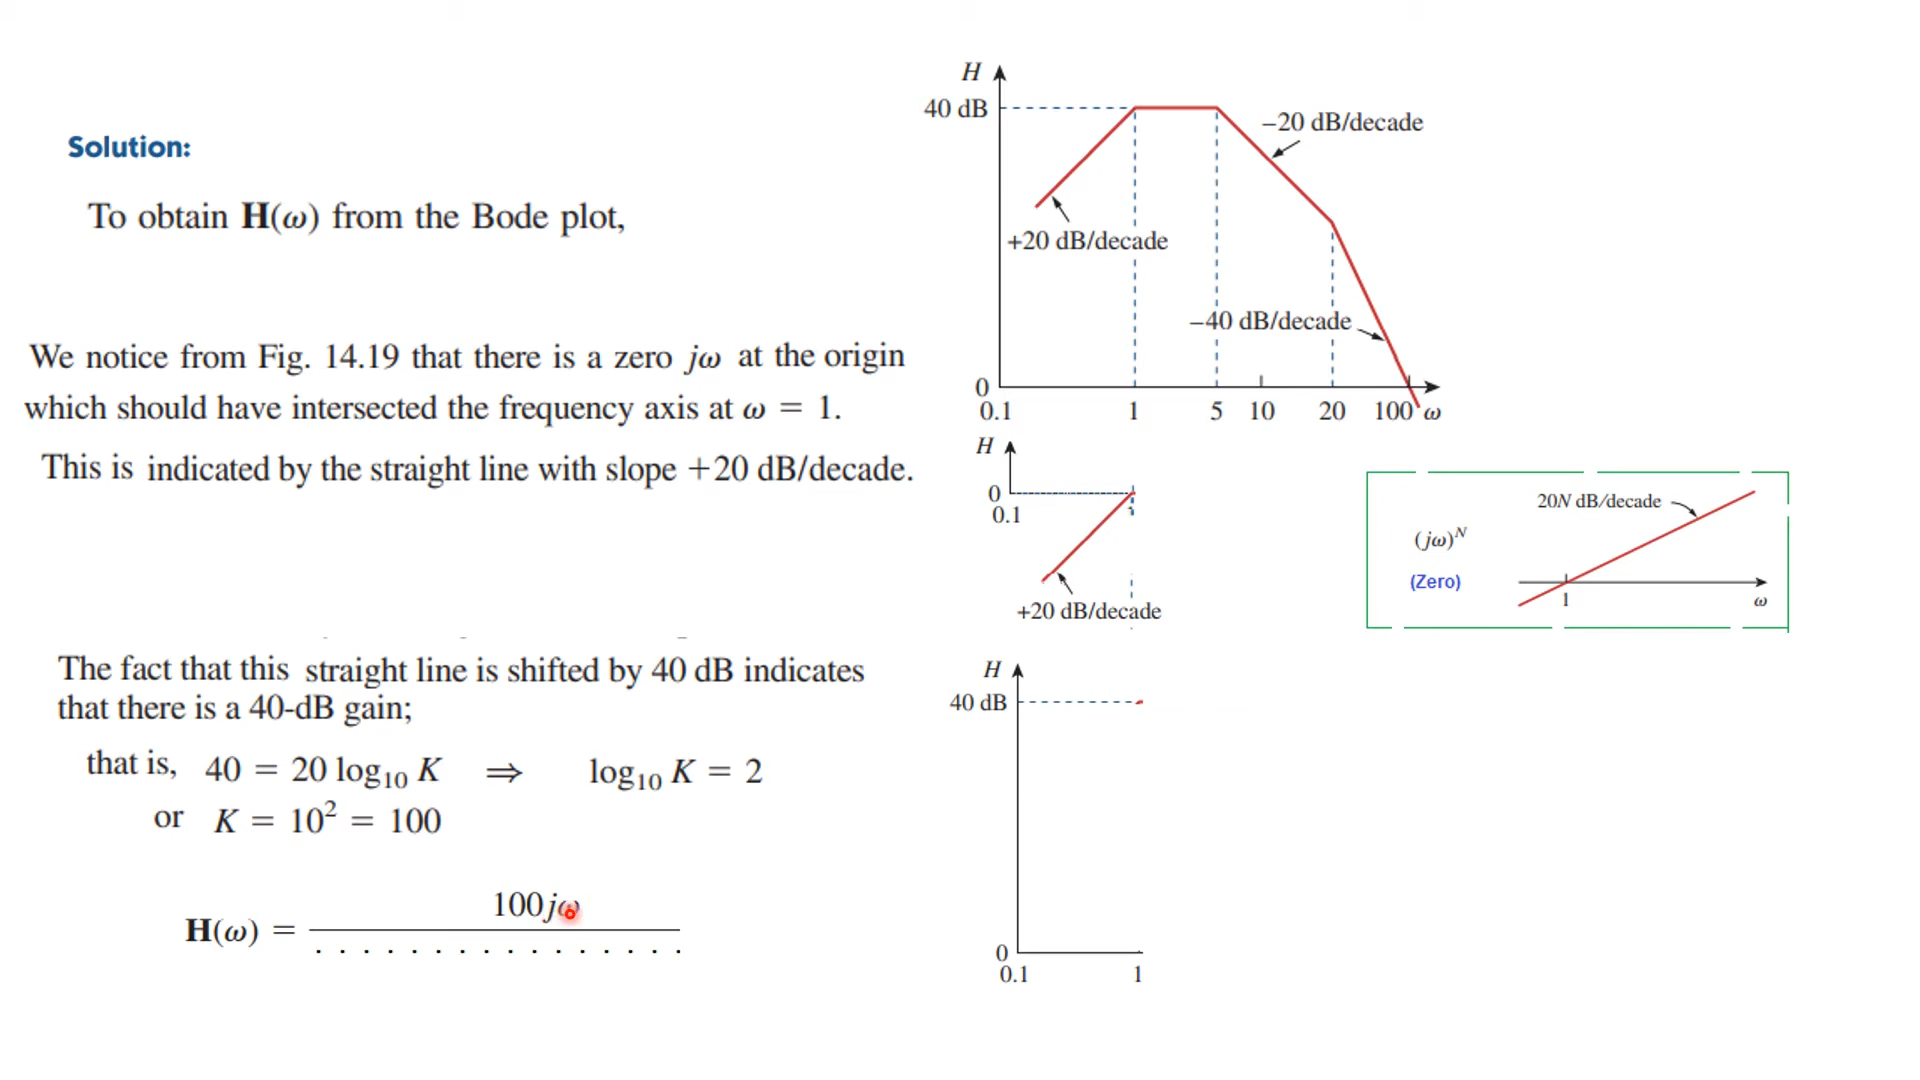 Solution:
To obtain H(ω) from the Bode plot,
We notice from Fig. 14.19 that there is a zero jω at the origin
which should have intersected the frequency axis at ω = 1.
This is indicated by the straight line with slope +20 dB/decade.
The fact that this straight line is shifted by 40 dB indicates
that there is a 40-dB gain;
that is, 40 = 20 log₁₀ K ⇒ log₁₀ K = 2
or K = 10² = 100
100jω
H(ω) =
. . . . . . . . . . . . . . . .
H
40 dB
−20 dB/decade
+20 dB/decade
−40 dB/decade
0
0.1 1 5 10 20 100 ω
H
0
0.1 1
+20 dB/decade
20N dB/decade
(jω)ᴺ
(Zero)
1 ω
H
40 dB
0
0.1 1